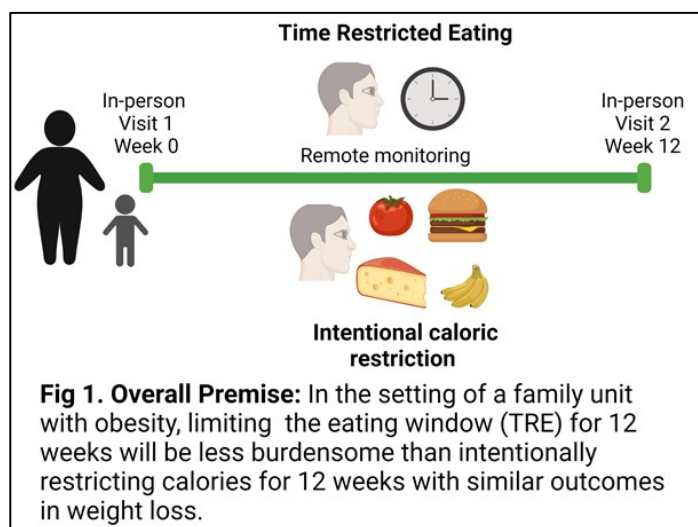 Time Restricted Eating
In-person
Visit 1
Week 0
In-person
Visit 2
Week 12
Remote monitoring
Intentional caloric
restriction
Fig 1. Overall Premise: In the setting of a family unit
with obesity, limiting the eating window (TRE) for 12
weeks will be less burdensome than intentionally
restricting calories for 12 weeks with similar outcomes
in weight loss.